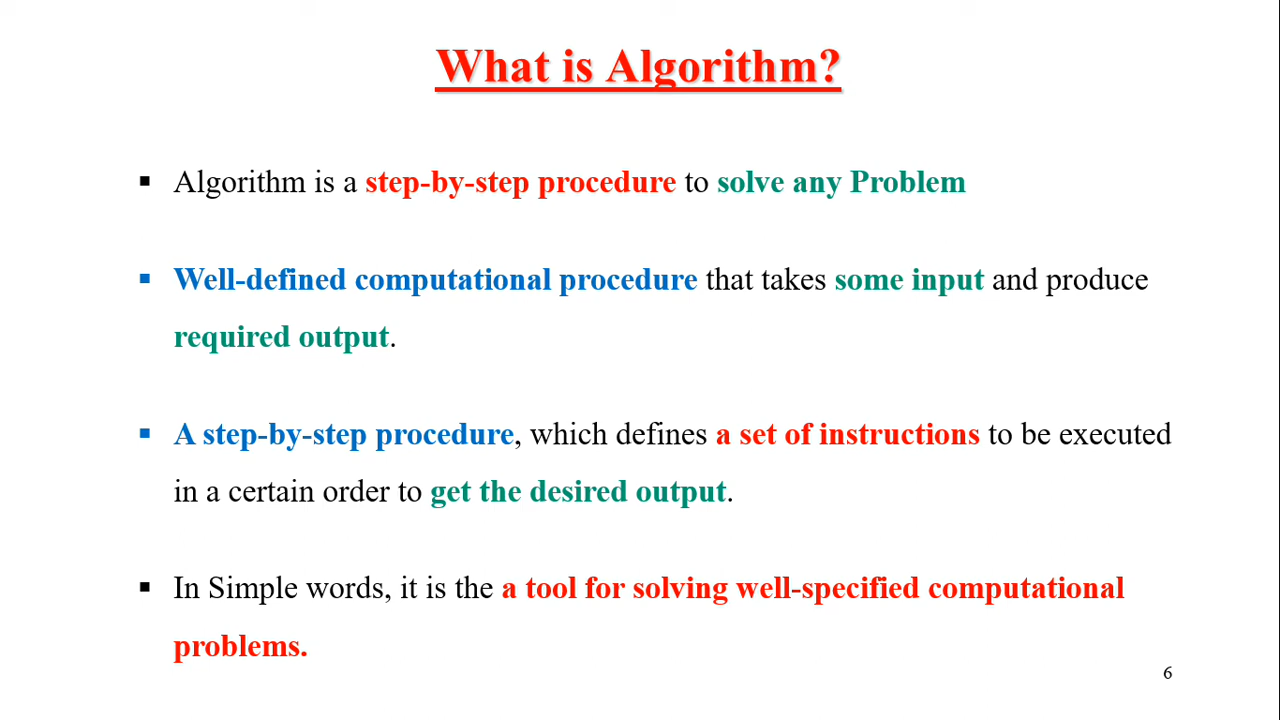 What is Algorithm?
▪ Algorithm is a step-by-step procedure to solve any Problem
▪ Well-defined computational procedure that takes some input and produce
required output.
▪ A step-by-step procedure, which defines a set of instructions to be executed
in a certain order to get the desired output.
▪ In Simple words, it is the a tool for solving well-specified computational
problems.
6